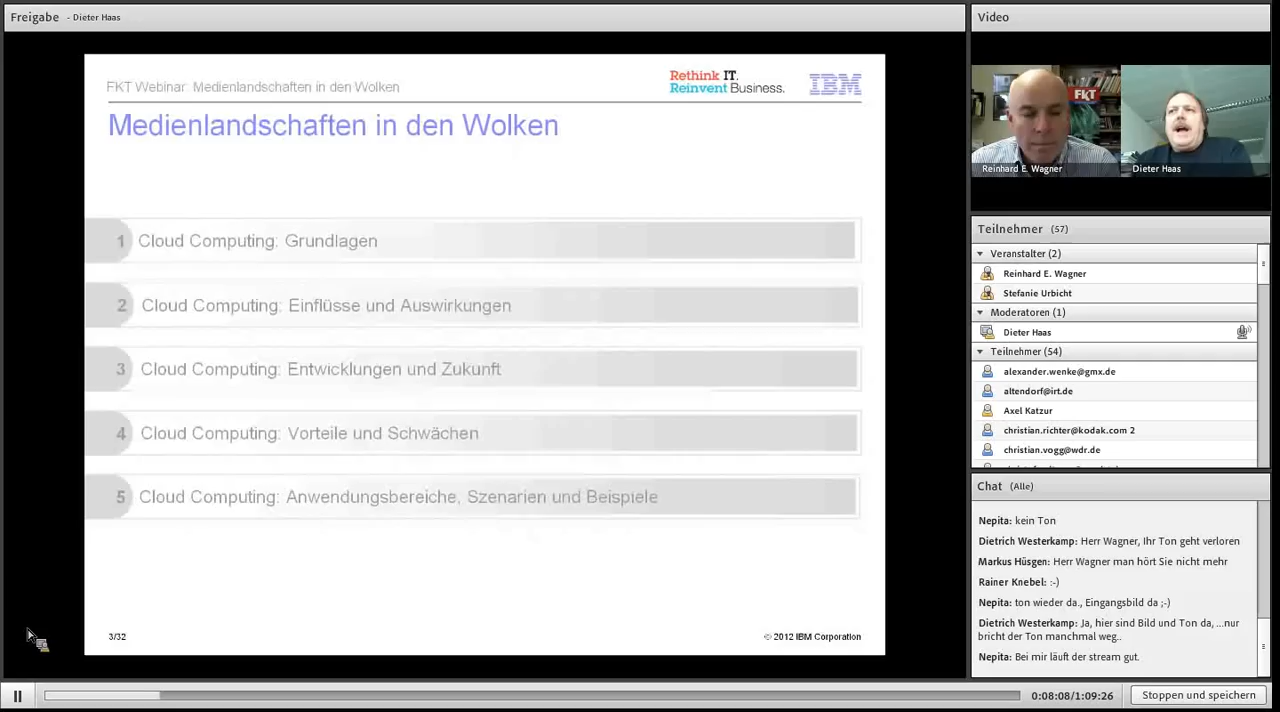 Freigabe - Dieter Haas
FKT Webinar: Medienlandschaften in den Wolken
Rethink IT.
Reinvent Business.
IBM
Medienlandschaften in den Wolken
1 Cloud Computing: Grundlagen
2 Cloud Computing: Einflüsse und Auswirkungen
3 Cloud Computing: Entwicklungen und Zukunft
4 Cloud Computing: Vorteile und Schwächen
5 Cloud Computing: Anwendungsbereiche, Szenarien und Beispiele
3/32
© 2012 IBM Corporation
Video
FKT
Reinhard E. Wagner
Dieter Haas
Teilnehmer (57)
Veranstalter (2)
Reinhard E. Wagner
Stefanie Urbicht
Moderatoren (1)
Dieter Haas
Teilnehmer (54)
alexander.wenke@gmx.de
altendorf@irt.de
Axel Katzur
christian.richter@kodak.com 2
christian.vogg@wdr.de
Chat (Alle)
Nepita: kein Ton
Dietrich Westerkamp: Herr Wagner, Ihr Ton geht verloren
Markus Hüsgen: Herr Wagner man hört Sie nicht mehr
Rainer Knebel: :-)
Nepita: ton wieder da., Eingangsbild da ;-)
Dietrich Westerkamp: Ja, hier sind Bild und Ton da, ...nur
bricht der Ton manchmal weg..
Nepita: Bei mir läuft der stream gut.
0:08:08/1:09:26
Stoppen und speichern